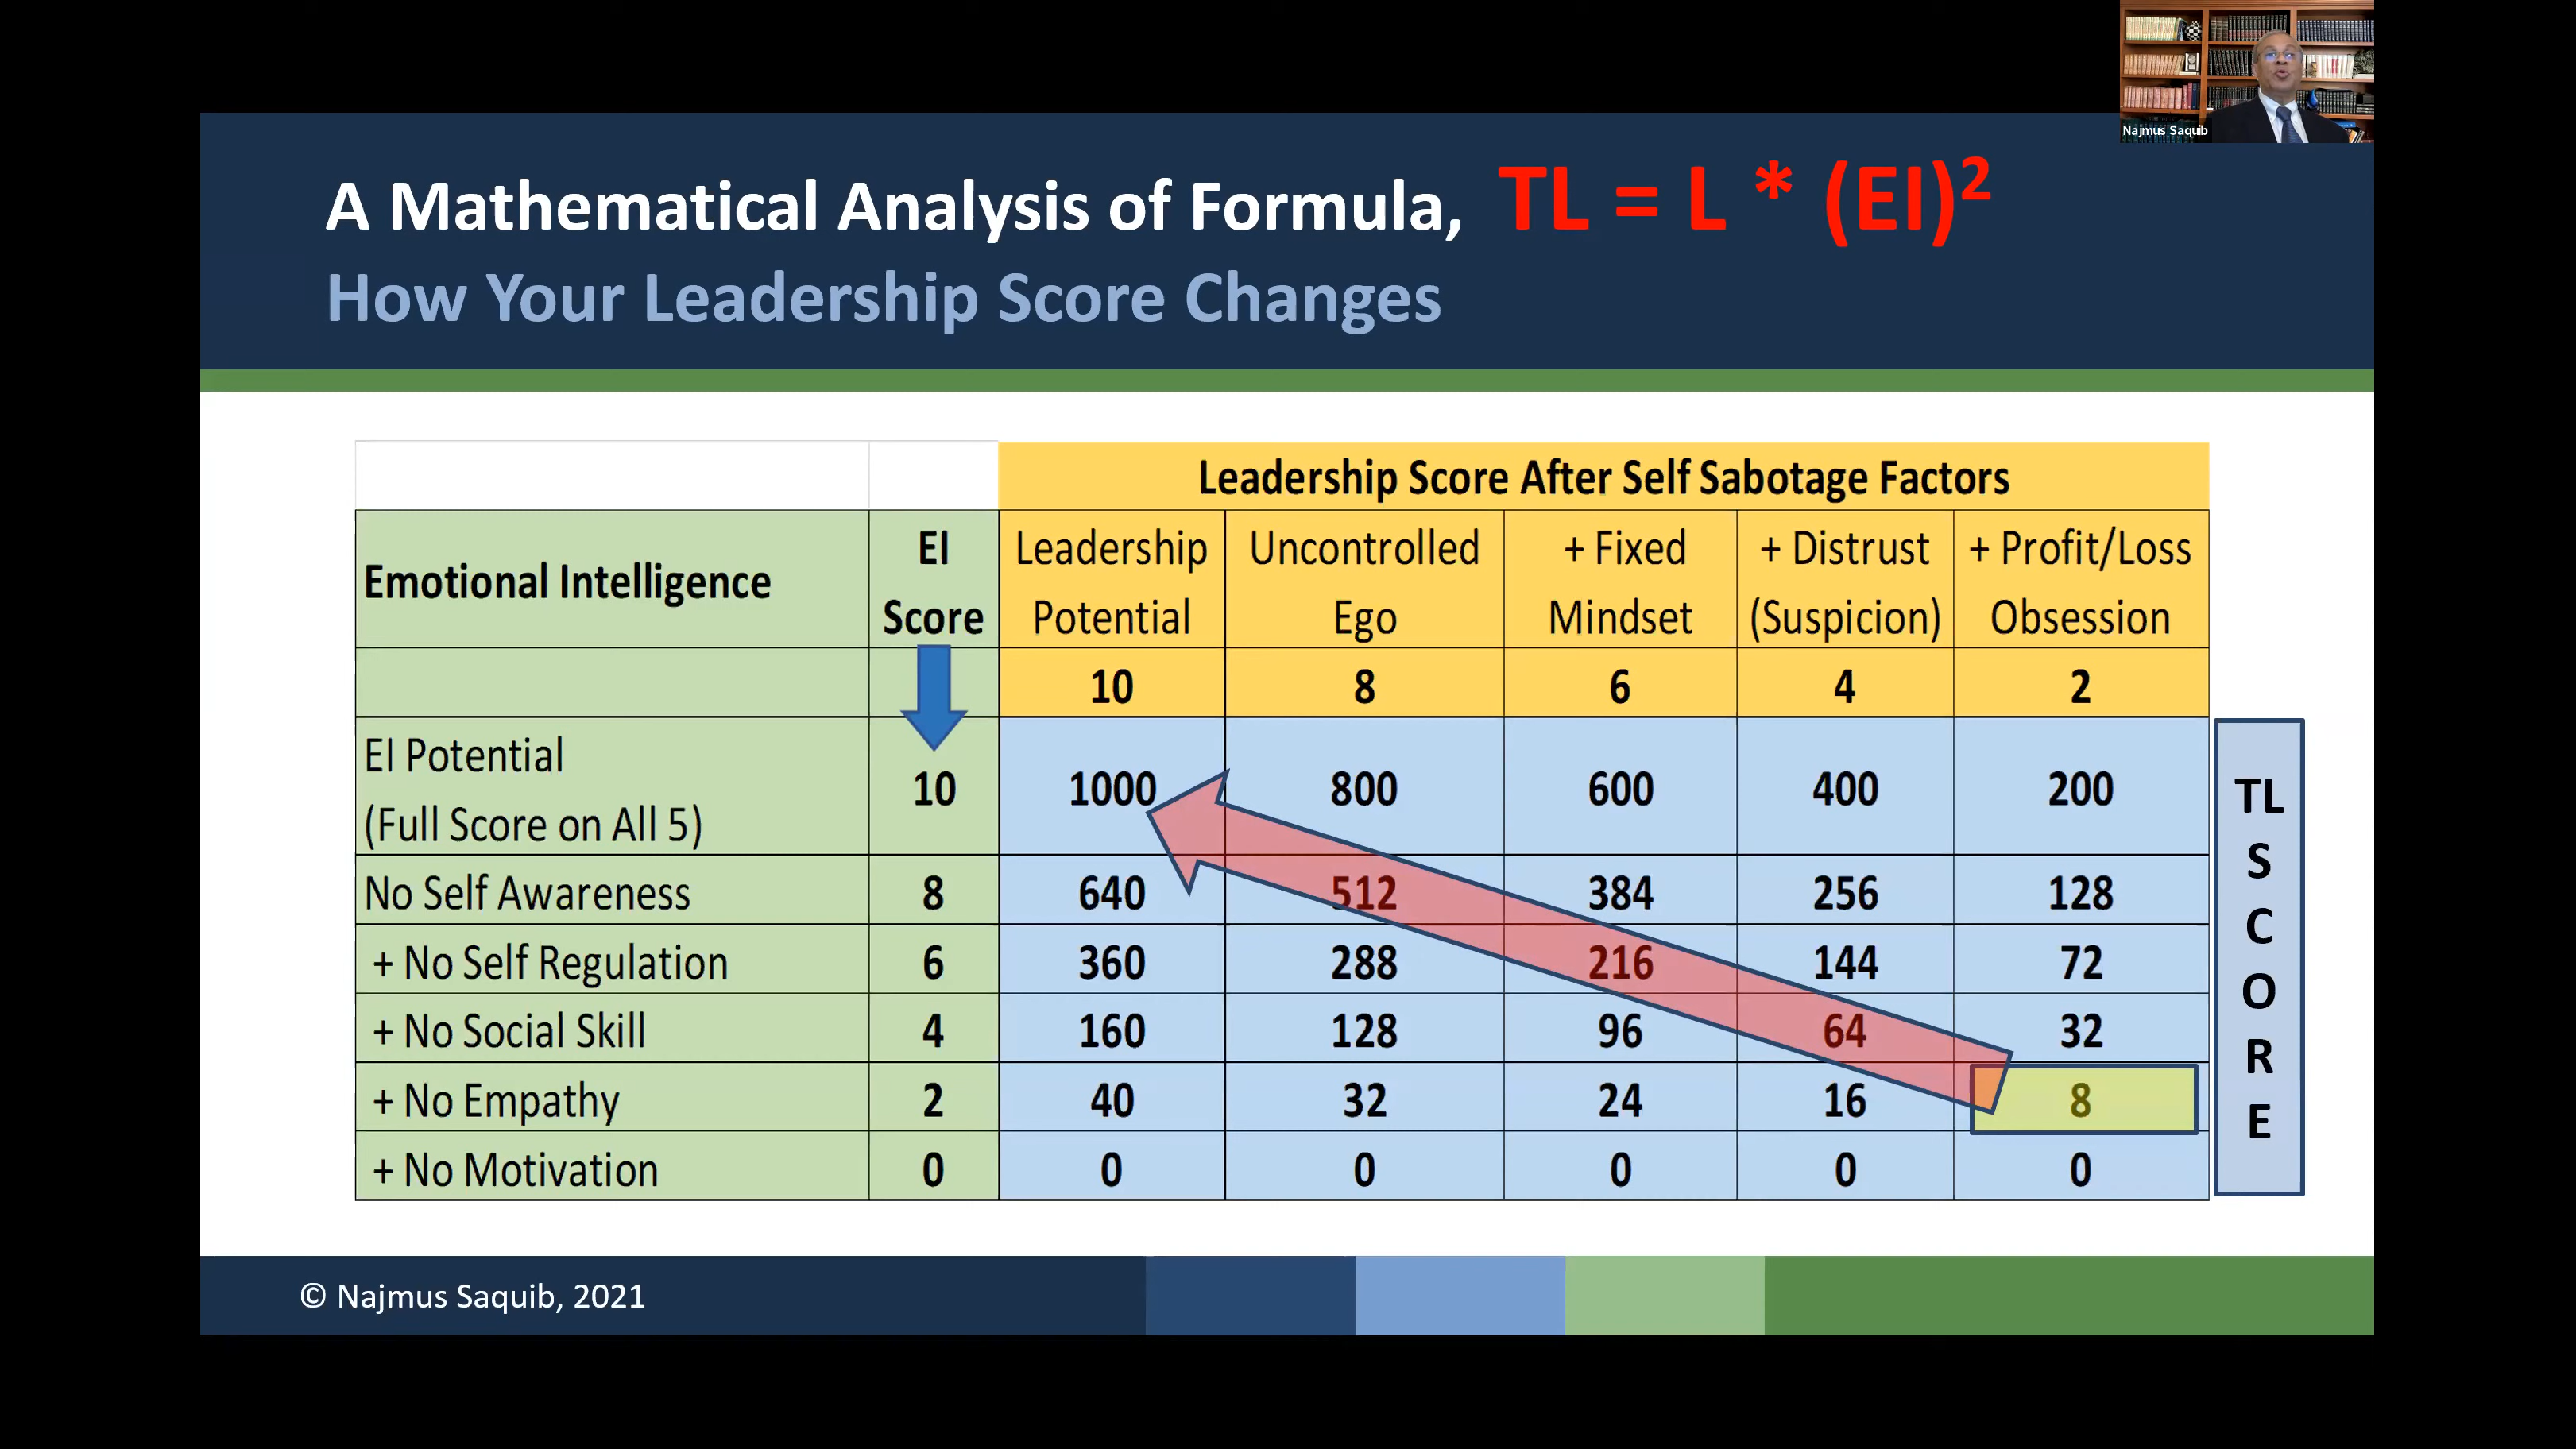 Najmus Saquib
A Mathematical Analysis of Formula, TL = L * (EI)²
How Your Leadership Score Changes
Leadership Score After Self Sabotage Factors
Emotional Intelligence
EI
Score
Leadership
Potential
Uncontrolled
Ego
+ Fixed
Mindset
+ Distrust
(Suspicion)
+ Profit/Loss
Obsession
10 8 6 4 2
EI Potential
(Full Score on All 5)
10 1000 800 600 400 200
No Self Awareness 8 640 512 384 256 128
+ No Self Regulation 6 360 288 216 144 72
+ No Social Skill 4 160 128 96 64 32
+ No Empathy 2 40 32 24 16 8
+ No Motivation 0 0 0 0 0 0
TL
S
C
O
R
E
© Najmus Saquib, 2021